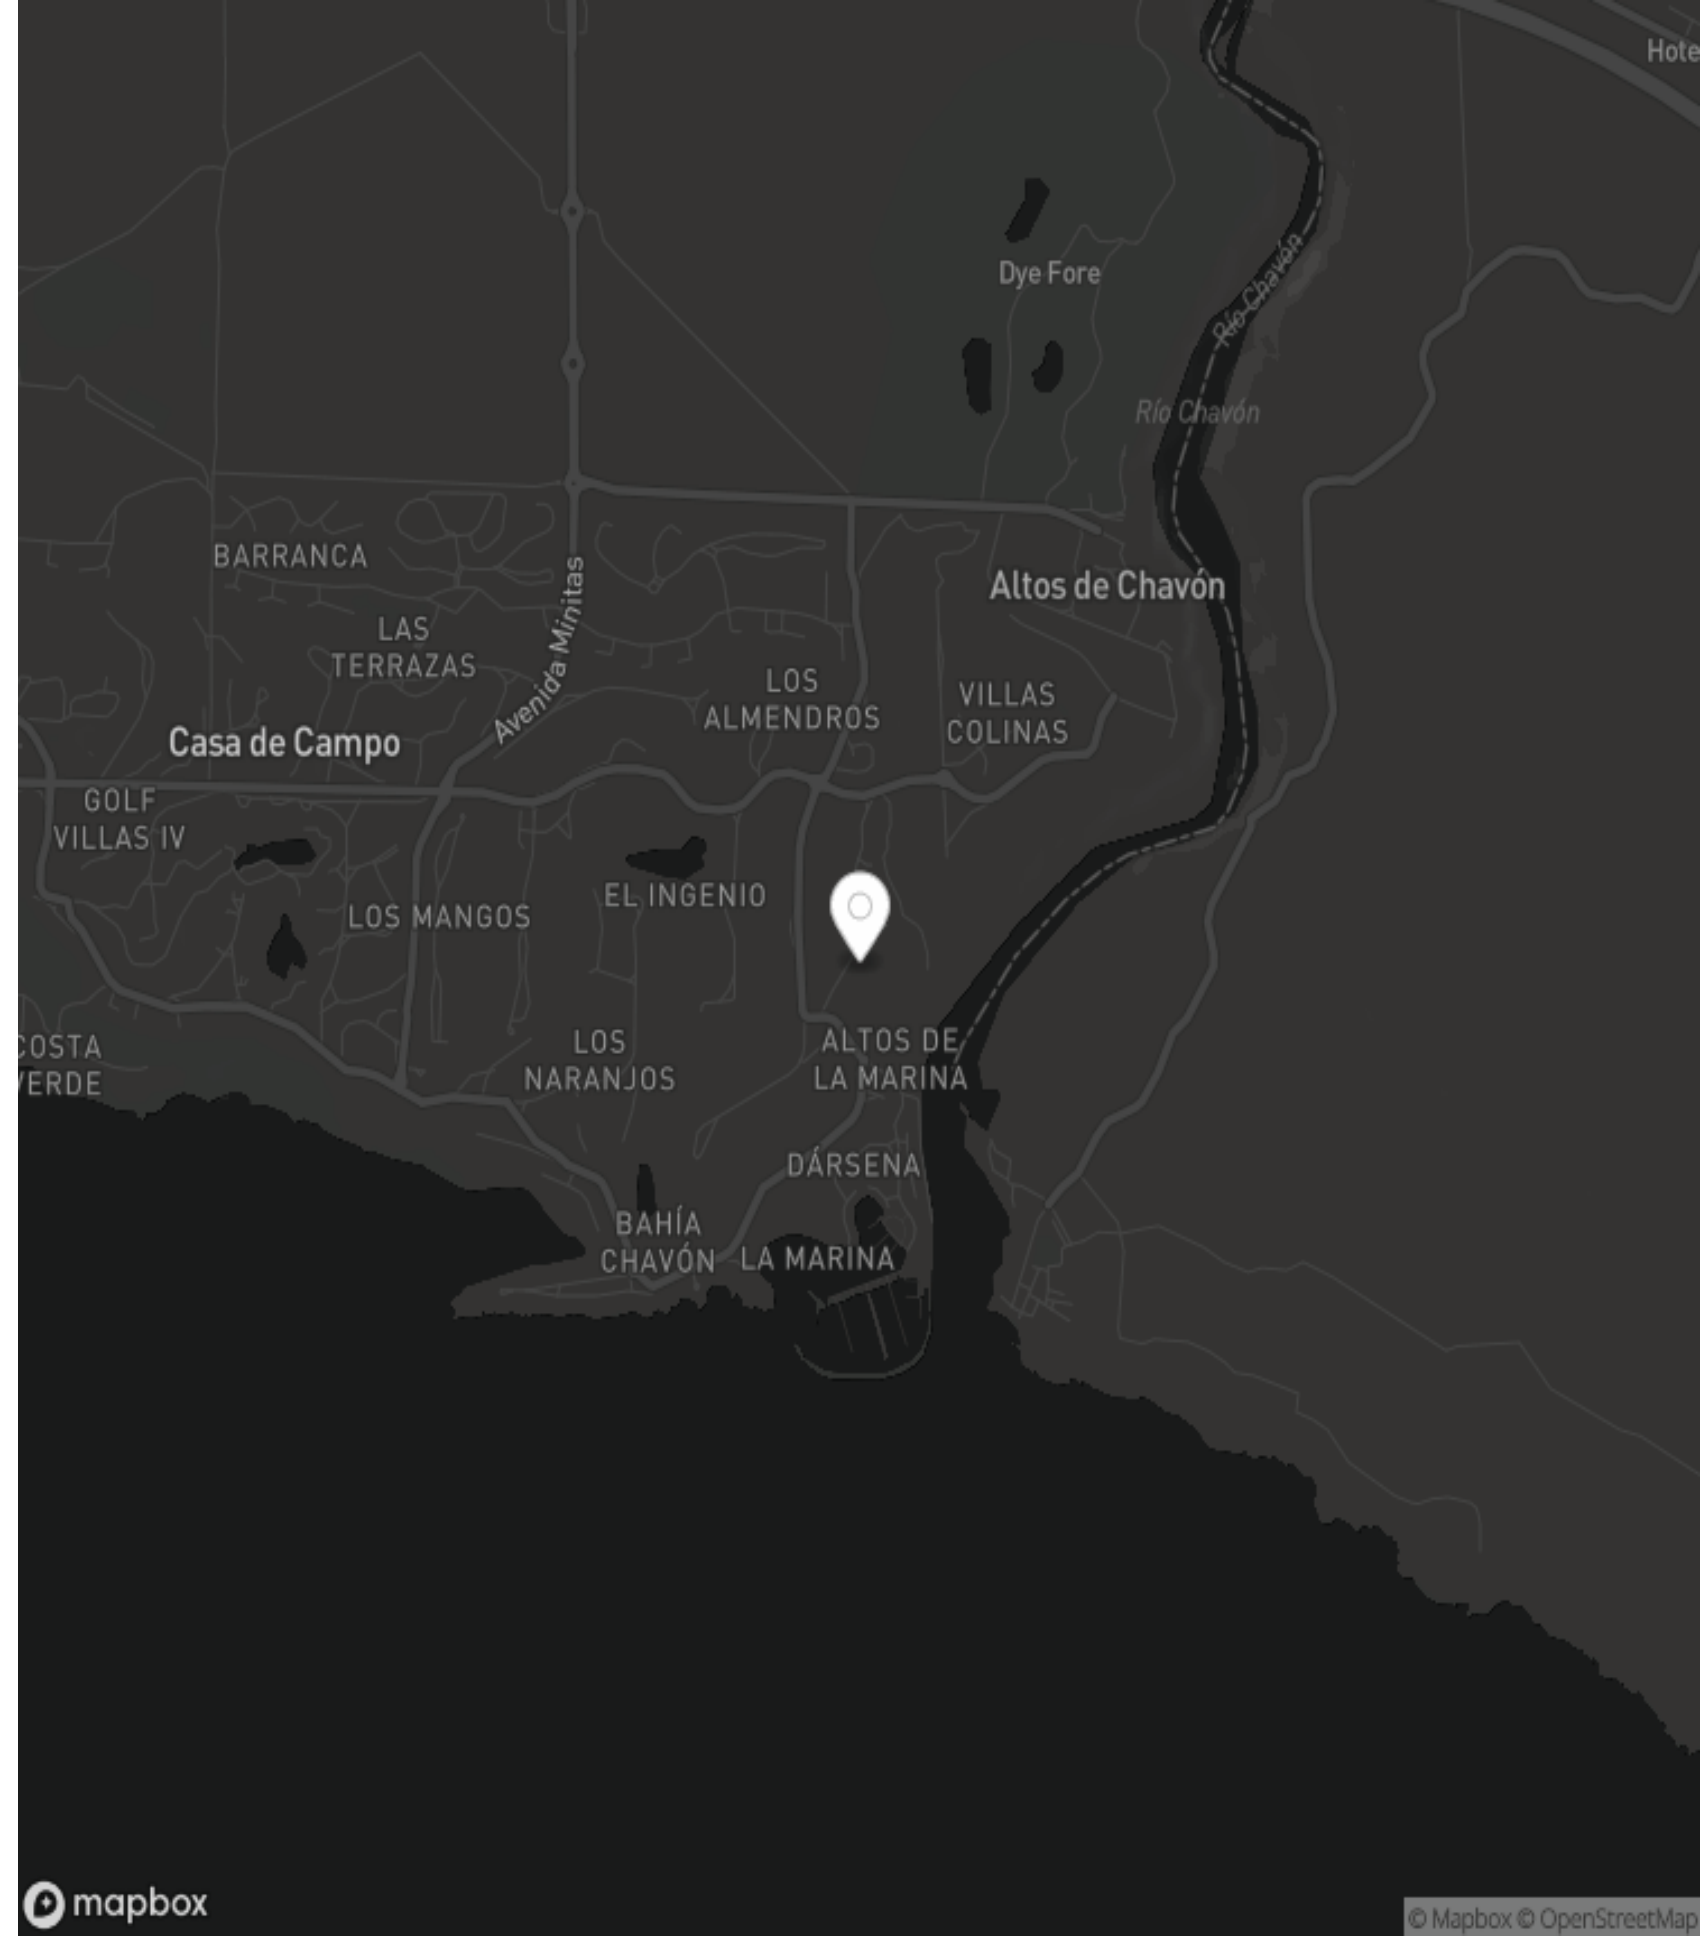 Hote
Dye Fore
Río Chavón
Río Chavón
BARRANCA
Altos de Chavón
Avenida Minitas
LAS
TERRAZAS
LOS
ALMENDROS
VILLAS
COLINAS
Casa de Campo
GOLF
VILLAS IV
EL INGENIO
LOS MANGOS
COSTA
VERDE
LOS
NARANJOS
ALTOS DE
LA MARINA
DÁRSENA
BAHÍA
CHAVÓN
LA MARINA
mapbox
© Mapbox © OpenStreetMap